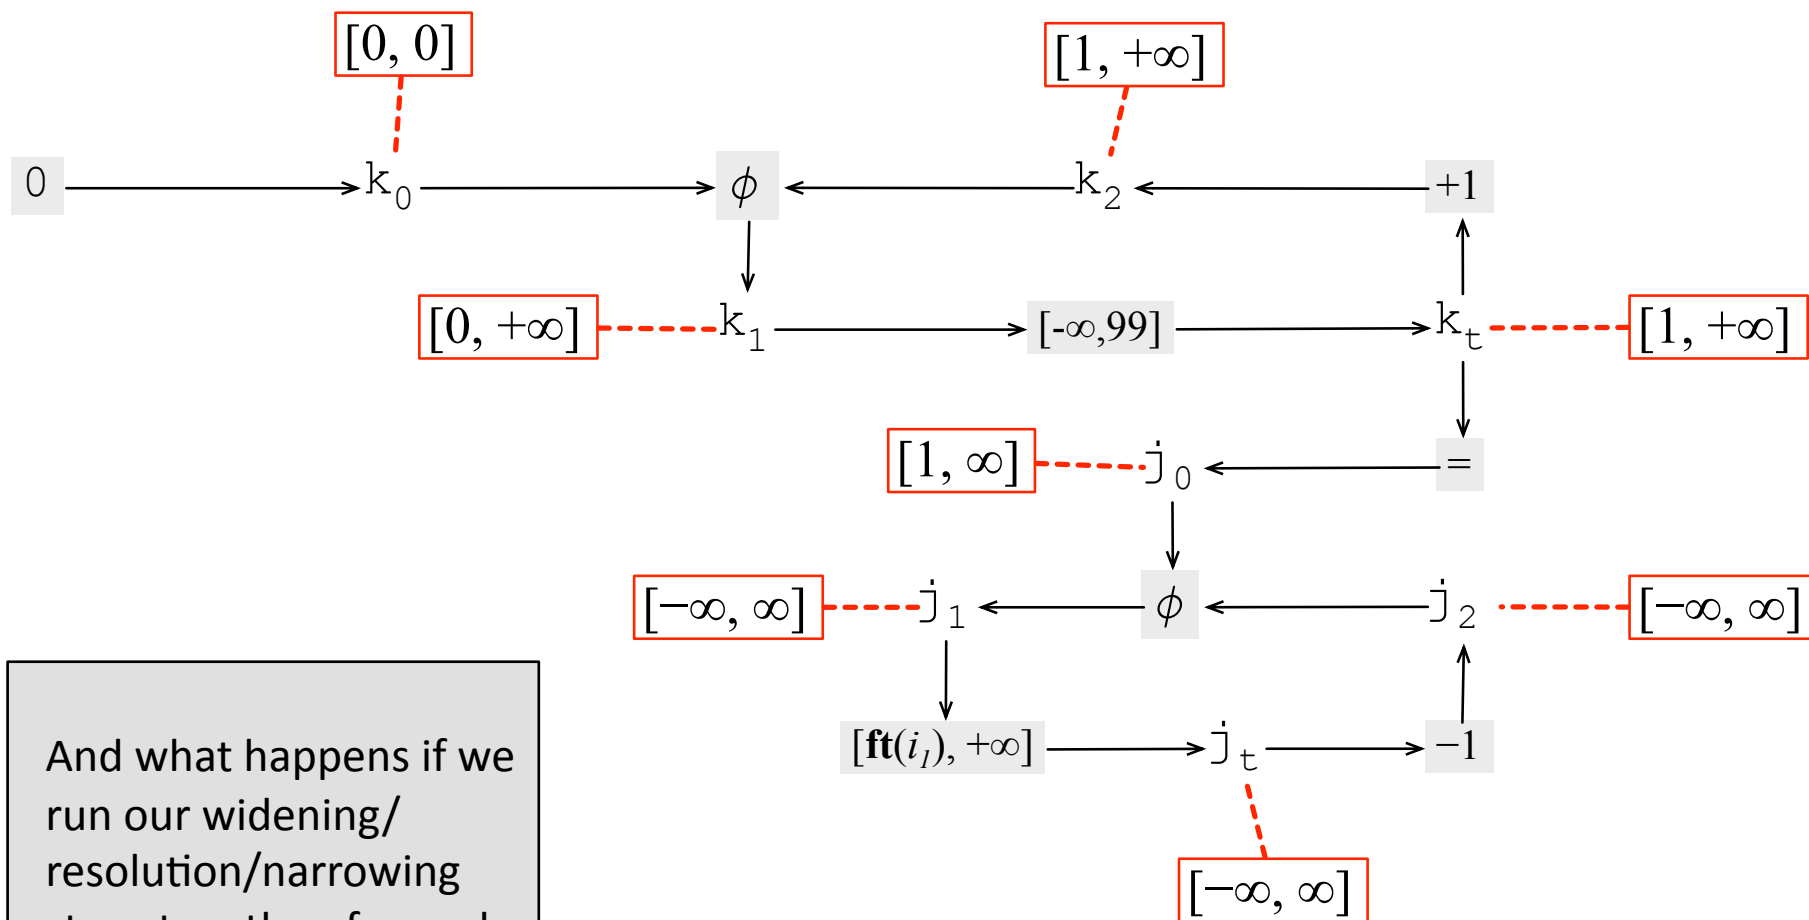 [0, 0]
[1, +∞]
0
k0
ϕ
k2
+1
[0, +∞]
k1
[-∞,99]
kt
[1, +∞]
[1, ∞]
j0
=
[−∞, ∞]
j1
ϕ
j2
[−∞, ∞]
[ft(i1), +∞]
jt
−1
[−∞, ∞]
And what happens if we
run our widening/
resolution/narrowing